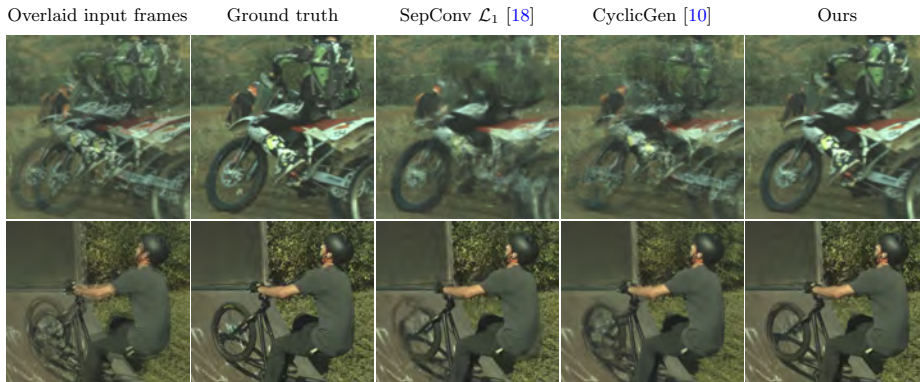 Overlaid input frames Ground truth SepConv ℒ₁ [18] CyclicGen [10] Ours